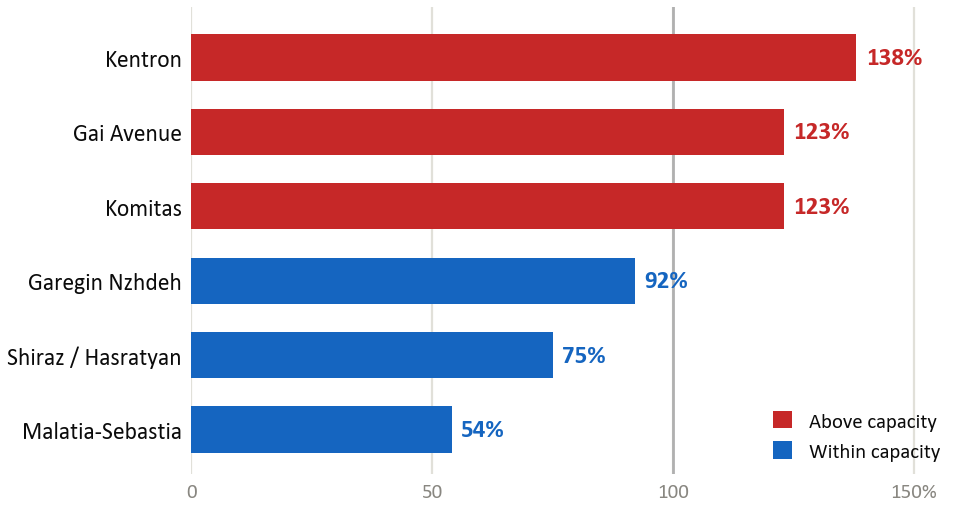 Kentron 138%
Gai Avenue 123%
Komitas 123%
Garegin Nzhdeh 92%
Shiraz / Hasratyan 75%
Malatia-Sebastia 54%
Above capacity
Within capacity
0 50 100 150%